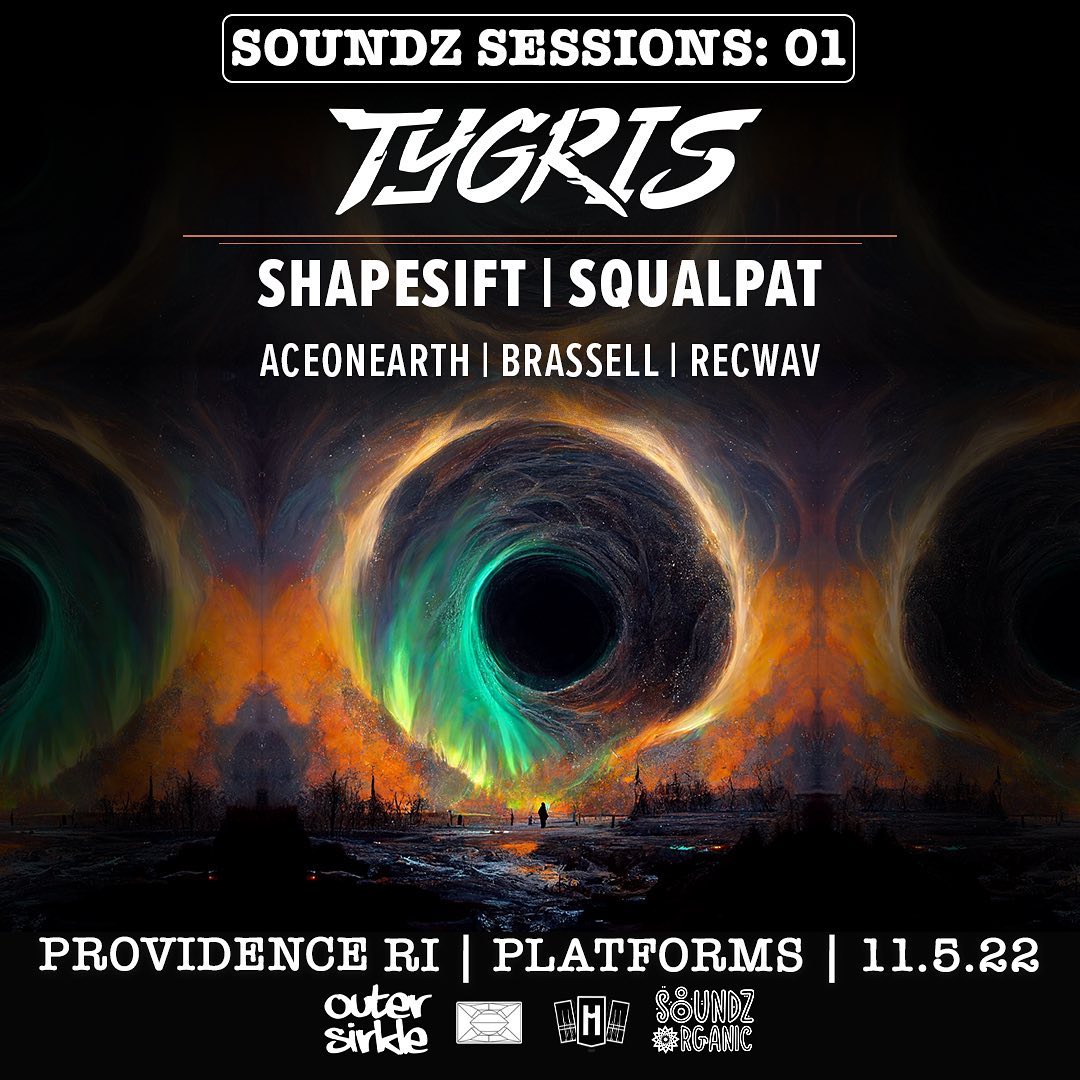 SOUNDZ SESSIONS: 01
TYGRIS
SHAPESIFT | SQUALPAT
ACEONEARTH | BRASSELL | RECWAV
PROVIDENCE RI | PLATFORMS | 11.5.22
outer
sirkle
H
SOUNDZ
ORGANIC